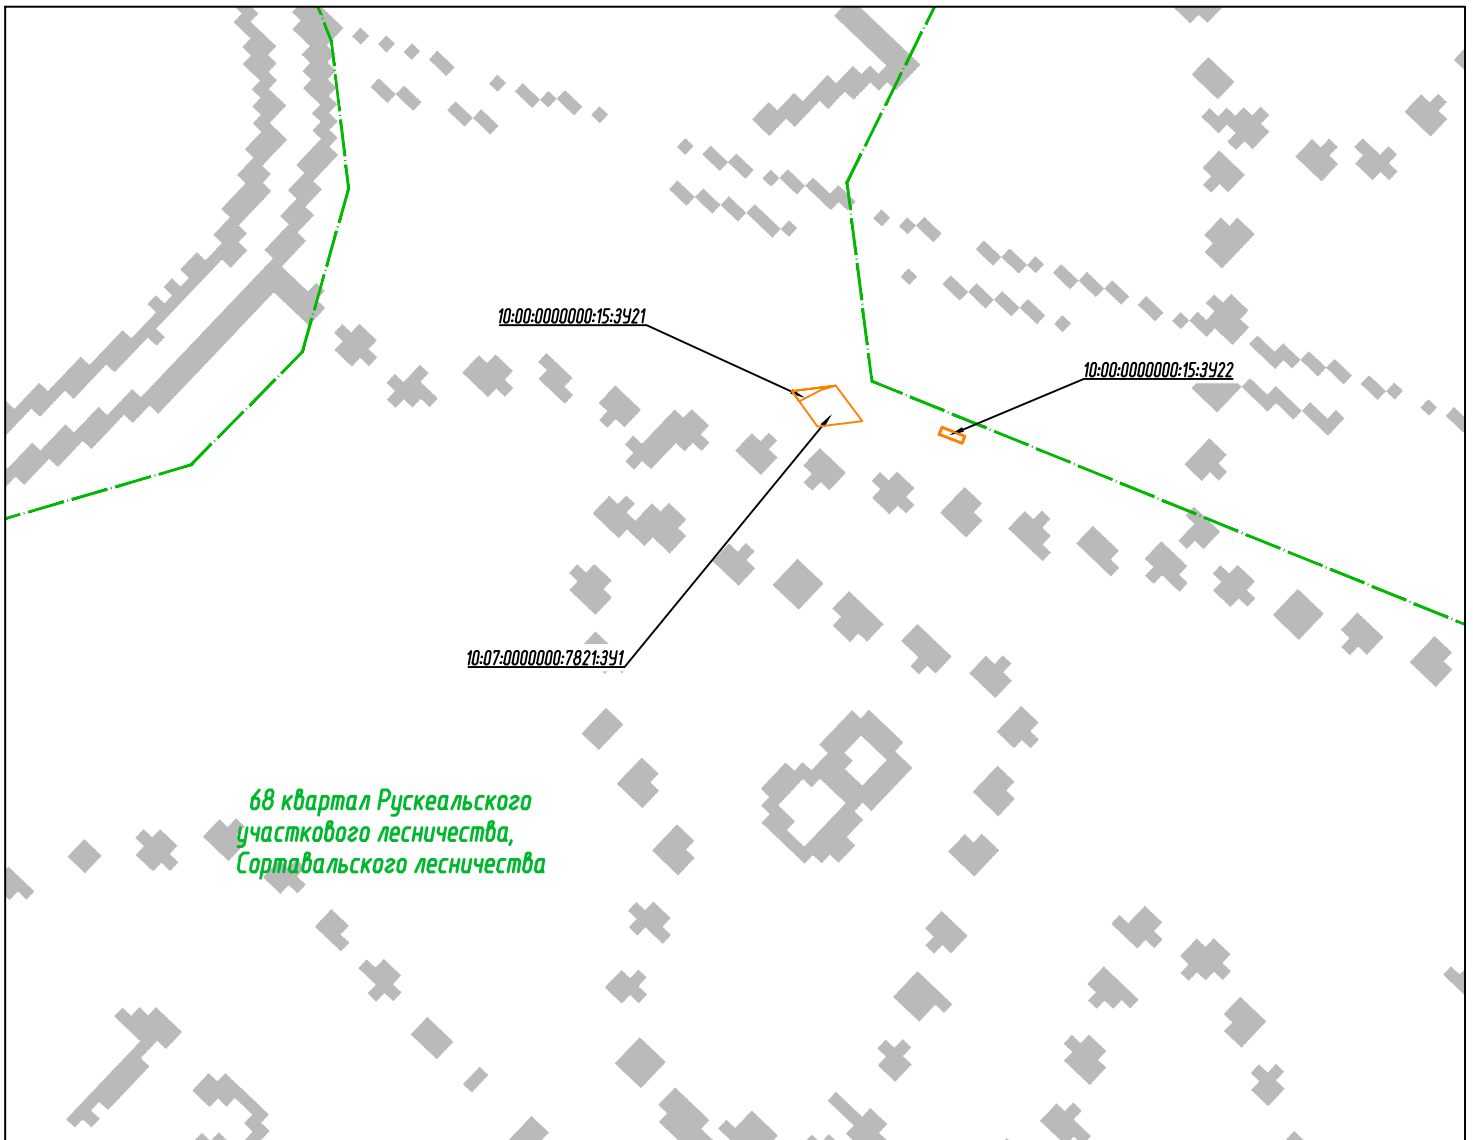 10:00:0000000:15:ЗУ21
10:00:0000000:15:ЗУ22
10:07:0000000:7821:ЗУ1
68 квартал Рускеальского
участкового лесничества,
Сортавальского лесничества